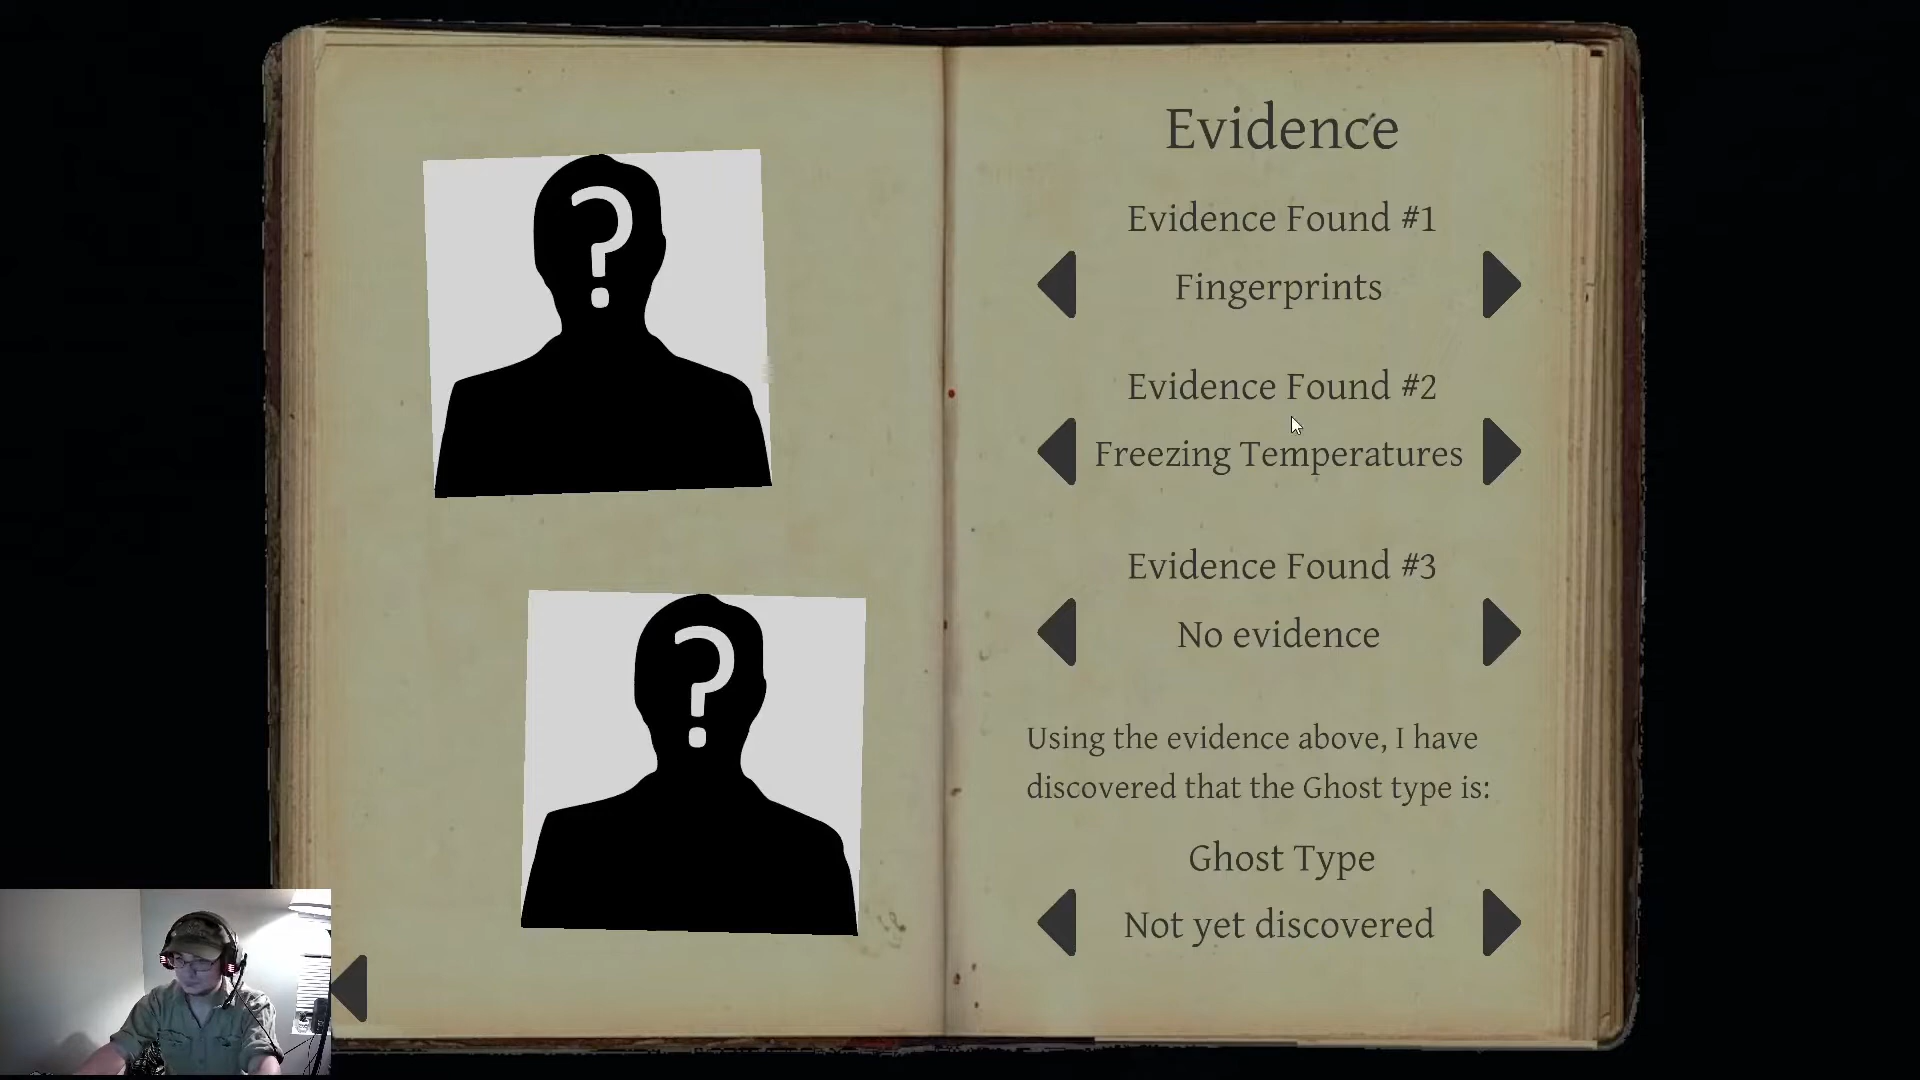 Evidence
Evidence Found #1
Fingerprints
Evidence Found #2
Freezing Temperatures
Evidence Found #3
No evidence
Using the evidence above, I have
discovered that the Ghost type is:
Ghost Type
Not yet discovered